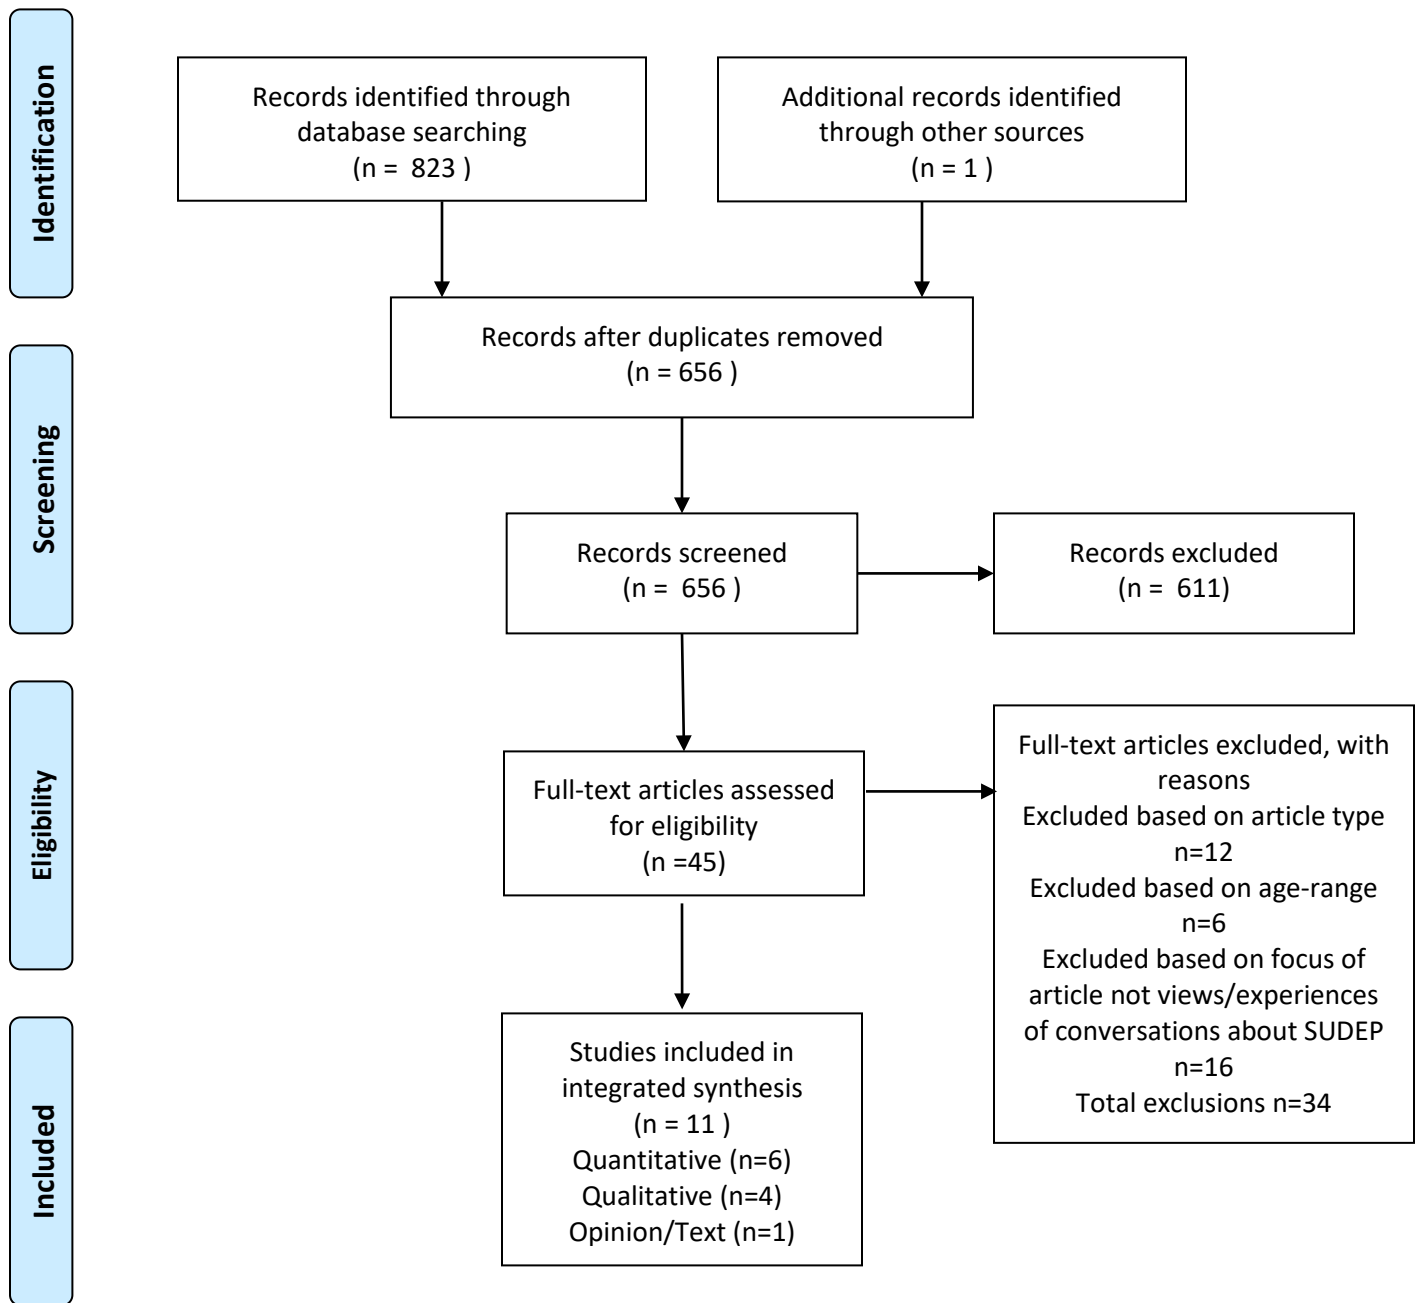 Identification
Records identified through
database searching
(n =  823 )
Additional records identified
through other sources
(n = 1 )
Records after duplicates removed
(n = 656 )
Screening
Records screened
(n =  656 )
Records excluded
(n =  611)
Eligibility
Full-text articles assessed
for eligibility
(n =45)
Full-text articles excluded, with
reasons
Excluded based on article type
n=12
Excluded based on age-range
n=6
Excluded based on focus of
article not views/experiences
of conversations about SUDEP
n=16
Total exclusions n=34
Included
Studies included in
integrated synthesis
(n = 11 )
Quantitative (n=6)
Qualitative (n=4)
Opinion/Text (n=1)